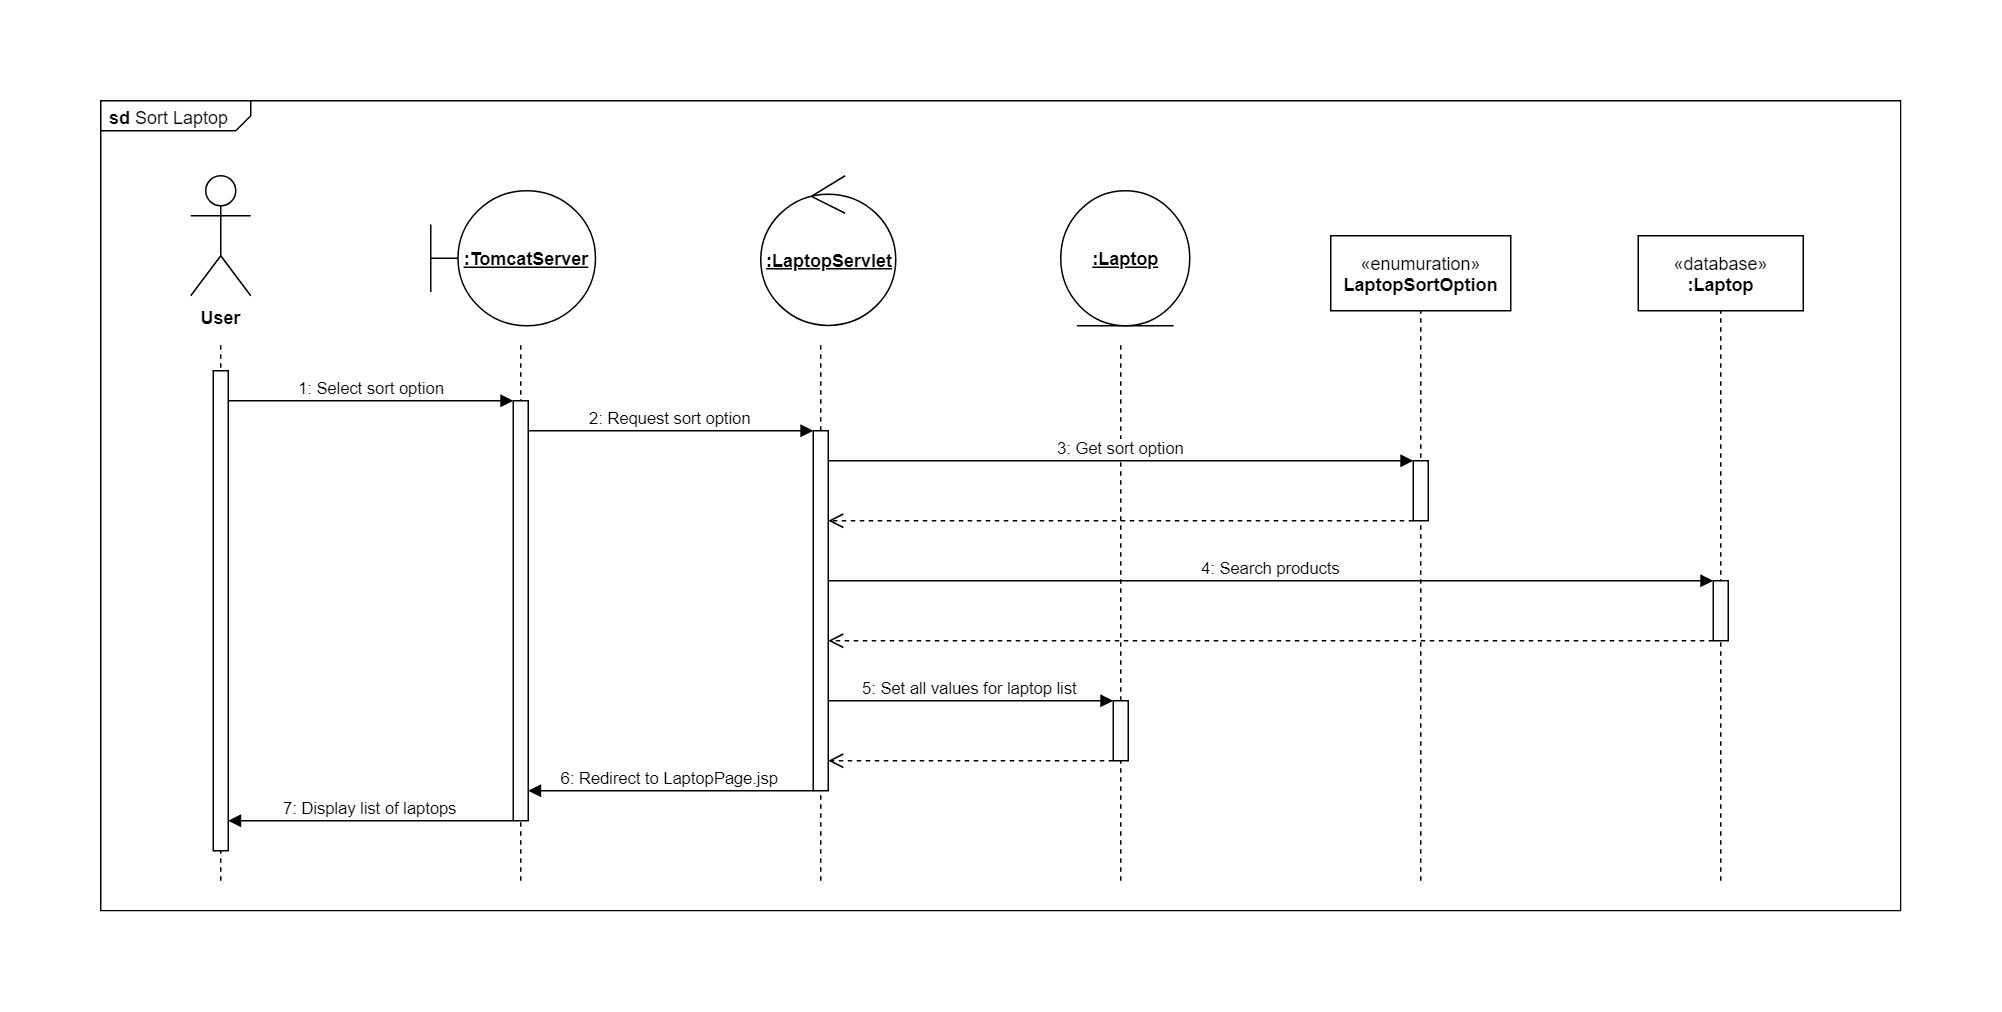 sd Sort Laptop
:TomcatServer
:LaptopServlet
:Laptop
«enumuration»
LaptopSortOption
«database»
:Laptop
User
1: Select sort option
2: Request sort option
3: Get sort option
4: Search products
5: Set all values for laptop list
6: Redirect to LaptopPage.jsp
7: Display list of laptops